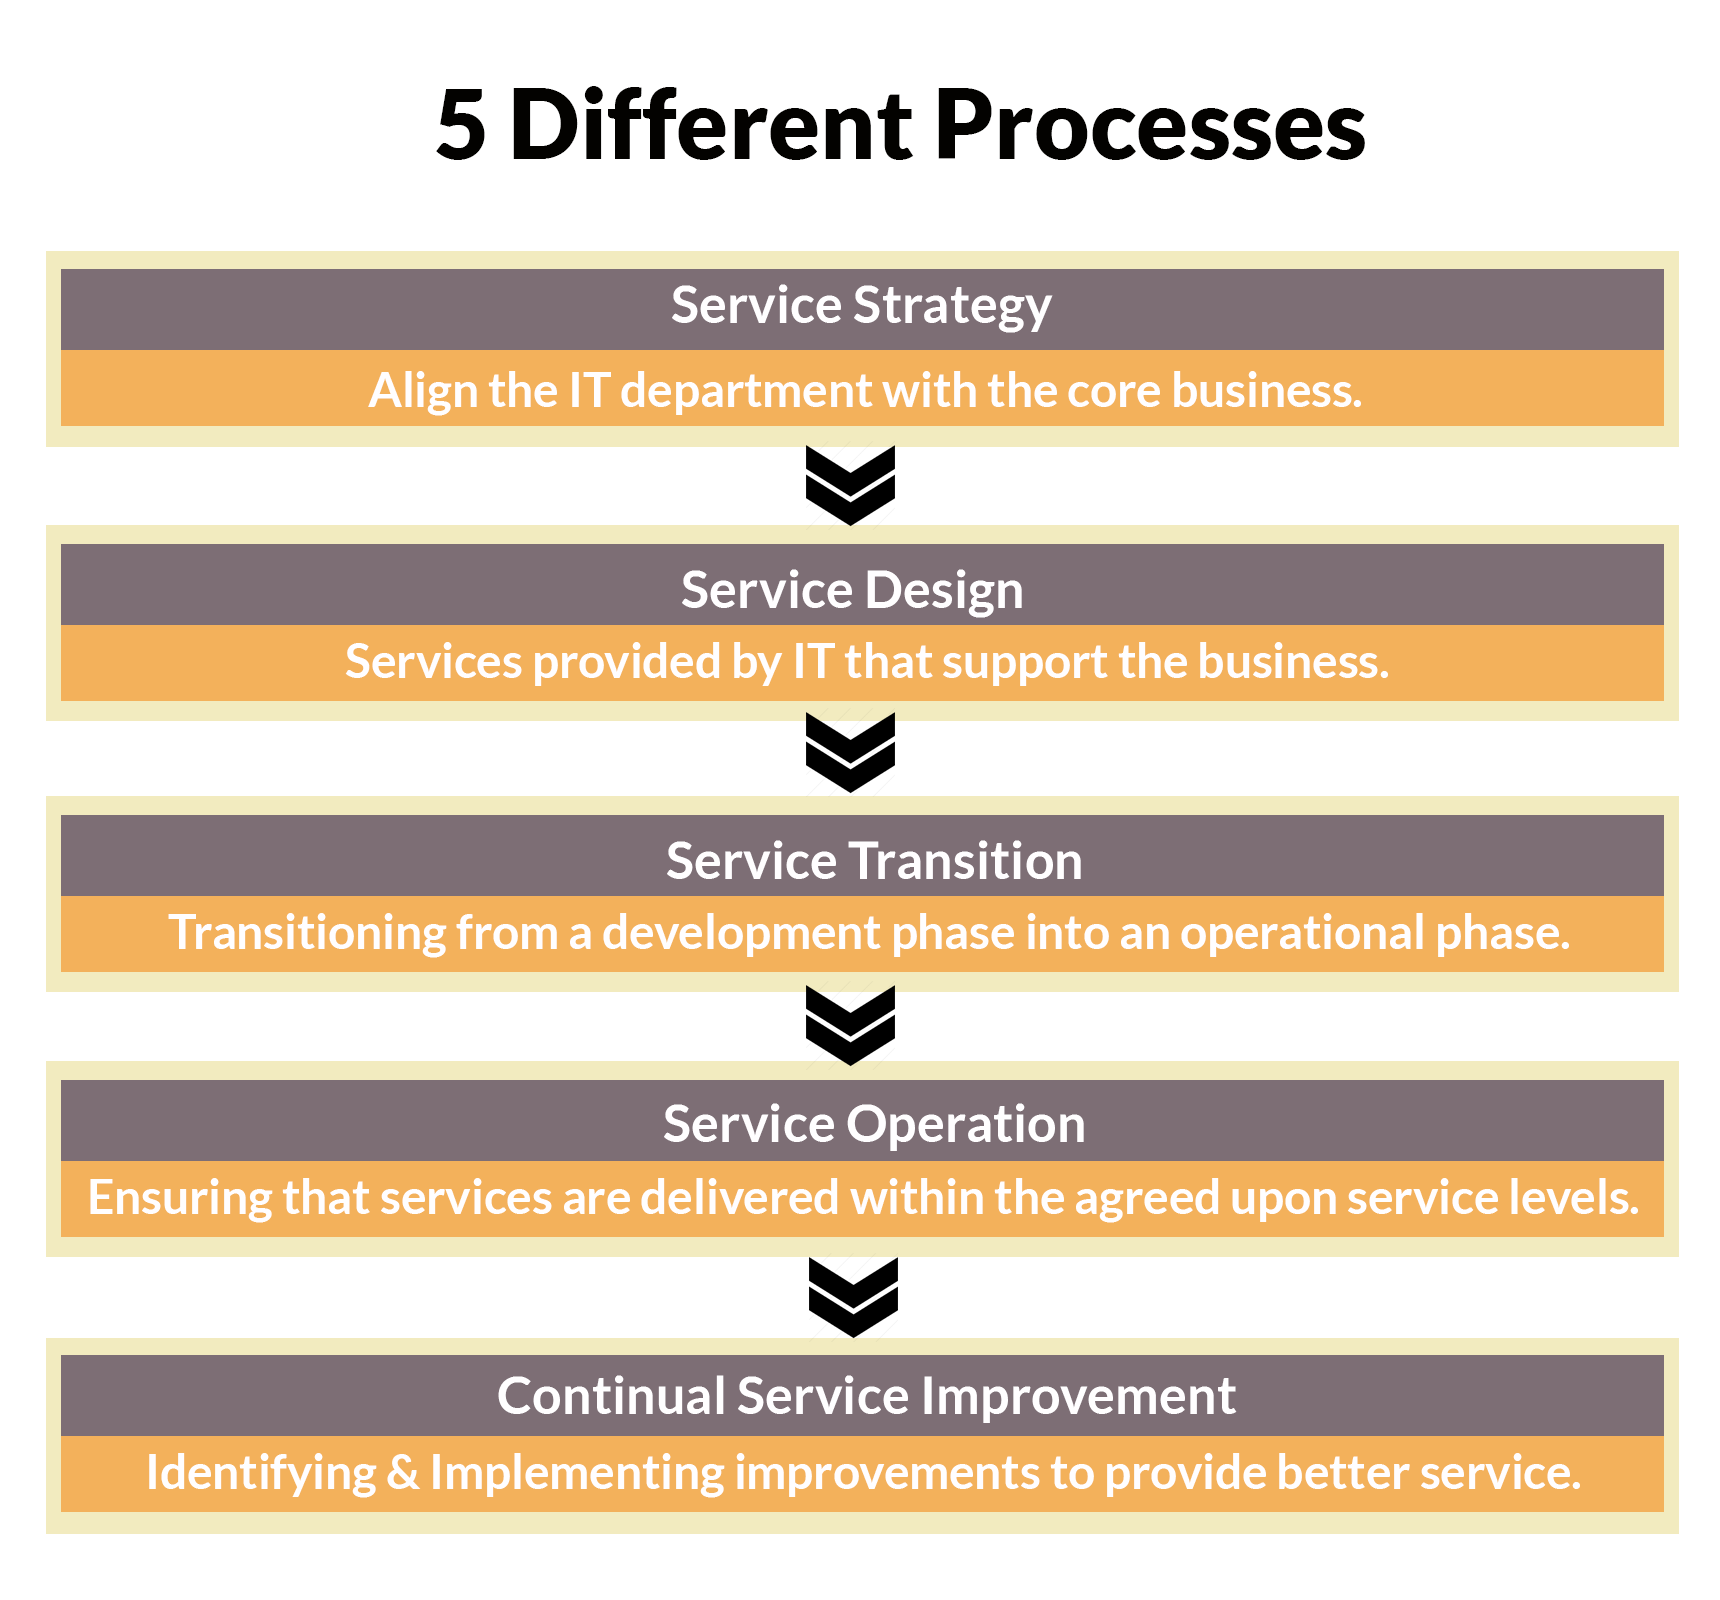 5 Different Processes
Service Strategy
Align the IT department with the core business.
Service Design
Services provided by IT that support the business.
Service Transition
Transitioning from a development phase into an operational phase.
Service Operation
Ensuring that services are delivered within the agreed upon service levels.
Continual Service Improvement
Identifying & Implementing improvements to provide better service.